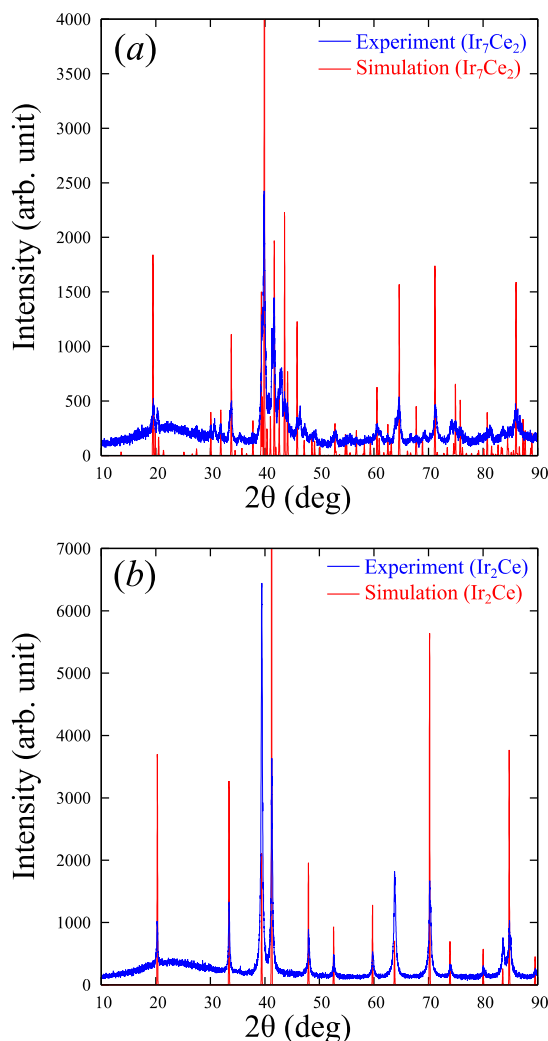 (a)
Experiment (Ir₇Ce₂)
Simulation (Ir₇Ce₂)
4000
3500
3000
2500
2000
1500
1000
500
0
Intensity (arb. unit)
10 20 30 40 50 60 70 80 90
2θ (deg)
(b)
Experiment (Ir₂Ce)
Simulation (Ir₂Ce)
7000
6000
5000
4000
3000
2000
1000
0
Intensity (arb. unit)
10 20 30 40 50 60 70 80 90
2θ (deg)